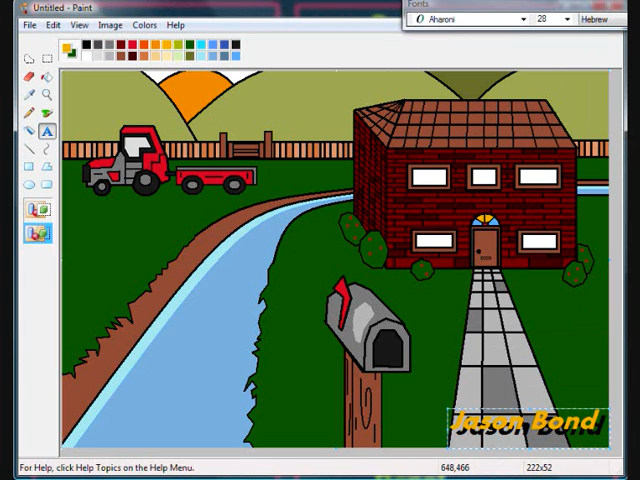 Untitled - Paint
Fonts
File Edit View Image Colors Help
O Aharoni 28 Hebrew
Jason Bond
For Help, click Help Topics on the Help Menu. 648,466 222x52